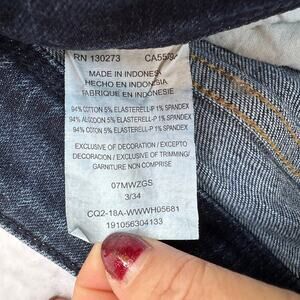 RN 130273 CA55
MADE IN INDONESIA
HECHO EN INDONESIA
FABRIQUE EN INDONESIE
94% COTTON 5% ELASTERELL-P 1% SPANDEX
94% ALGODON 5% ELASTERELL-P 1% SPANDEX
94% COTON 5% ELASTERELL-P 1% SPANDEX
EXCLUSIVE OF DECORATION / EXCEPTO
DECORACION / EXCLUSIVE OF TRIMMING/
GARNITURE NON COMPRISE
07MWZGS
3/34
CQ2-18A-WWWH05681
191056304133